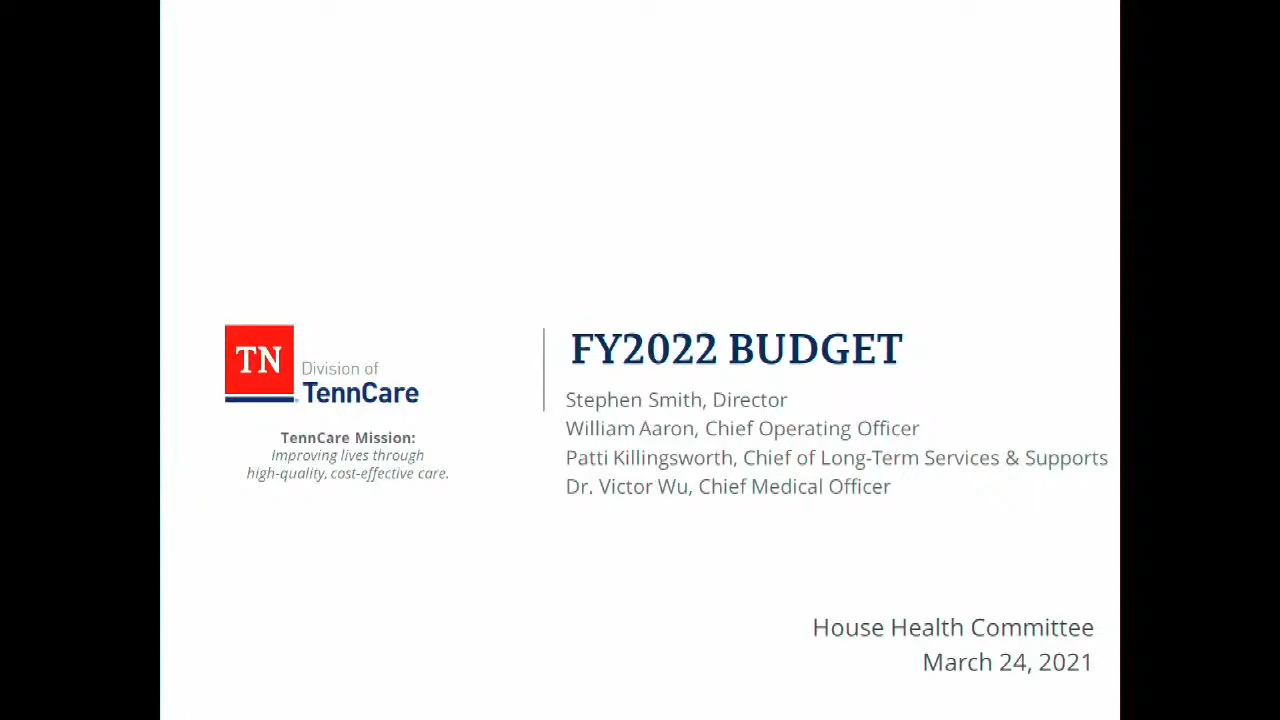 TN
Division of
TennCare
TennCare Mission:
Improving lives through
high-quality, cost-effective care.
FY2022 BUDGET
Stephen Smith, Director
William Aaron, Chief Operating Officer
Patti Killingsworth, Chief of Long-Term Services & Supports
Dr. Victor Wu, Chief Medical Officer
House Health Committee
March 24, 2021